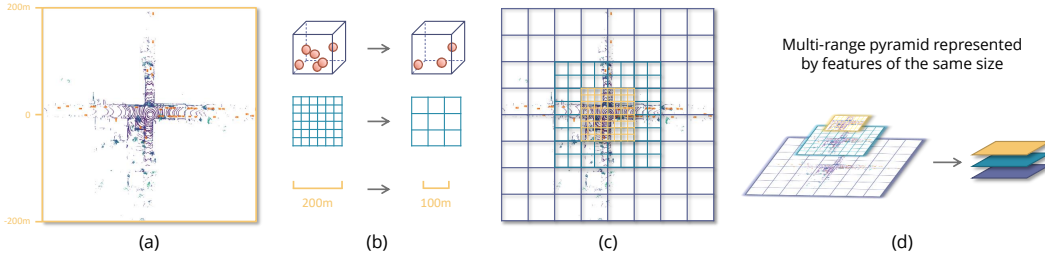 200m
0
-200m
(a)
200m
100m
(b)
(c)
Multi-range pyramid represented
by features of the same size
(d)